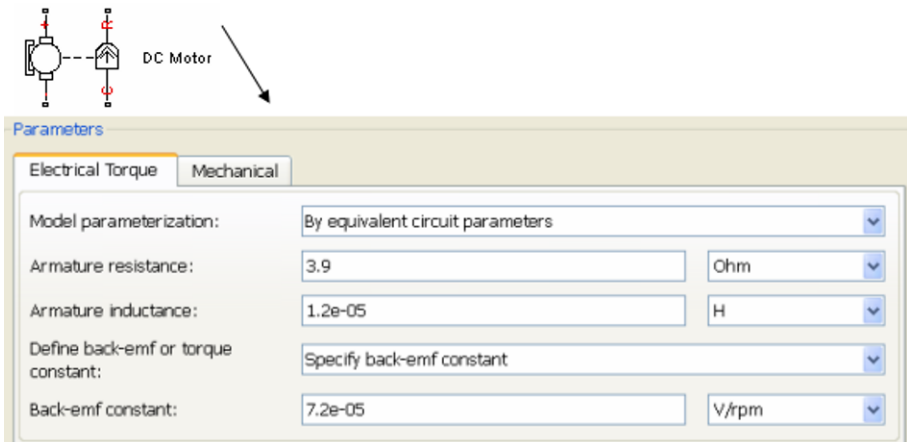 +
R
DC Motor
-
C
Parameters
Electrical Torque
Mechanical
Model parameterization:
By equivalent circuit parameters
Armature resistance:
3.9
Ohm
Armature inductance:
1.2e-05
H
Define back-emf or torque
constant:
Specify back-emf constant
Back-emf constant:
7.2e-05
V/rpm